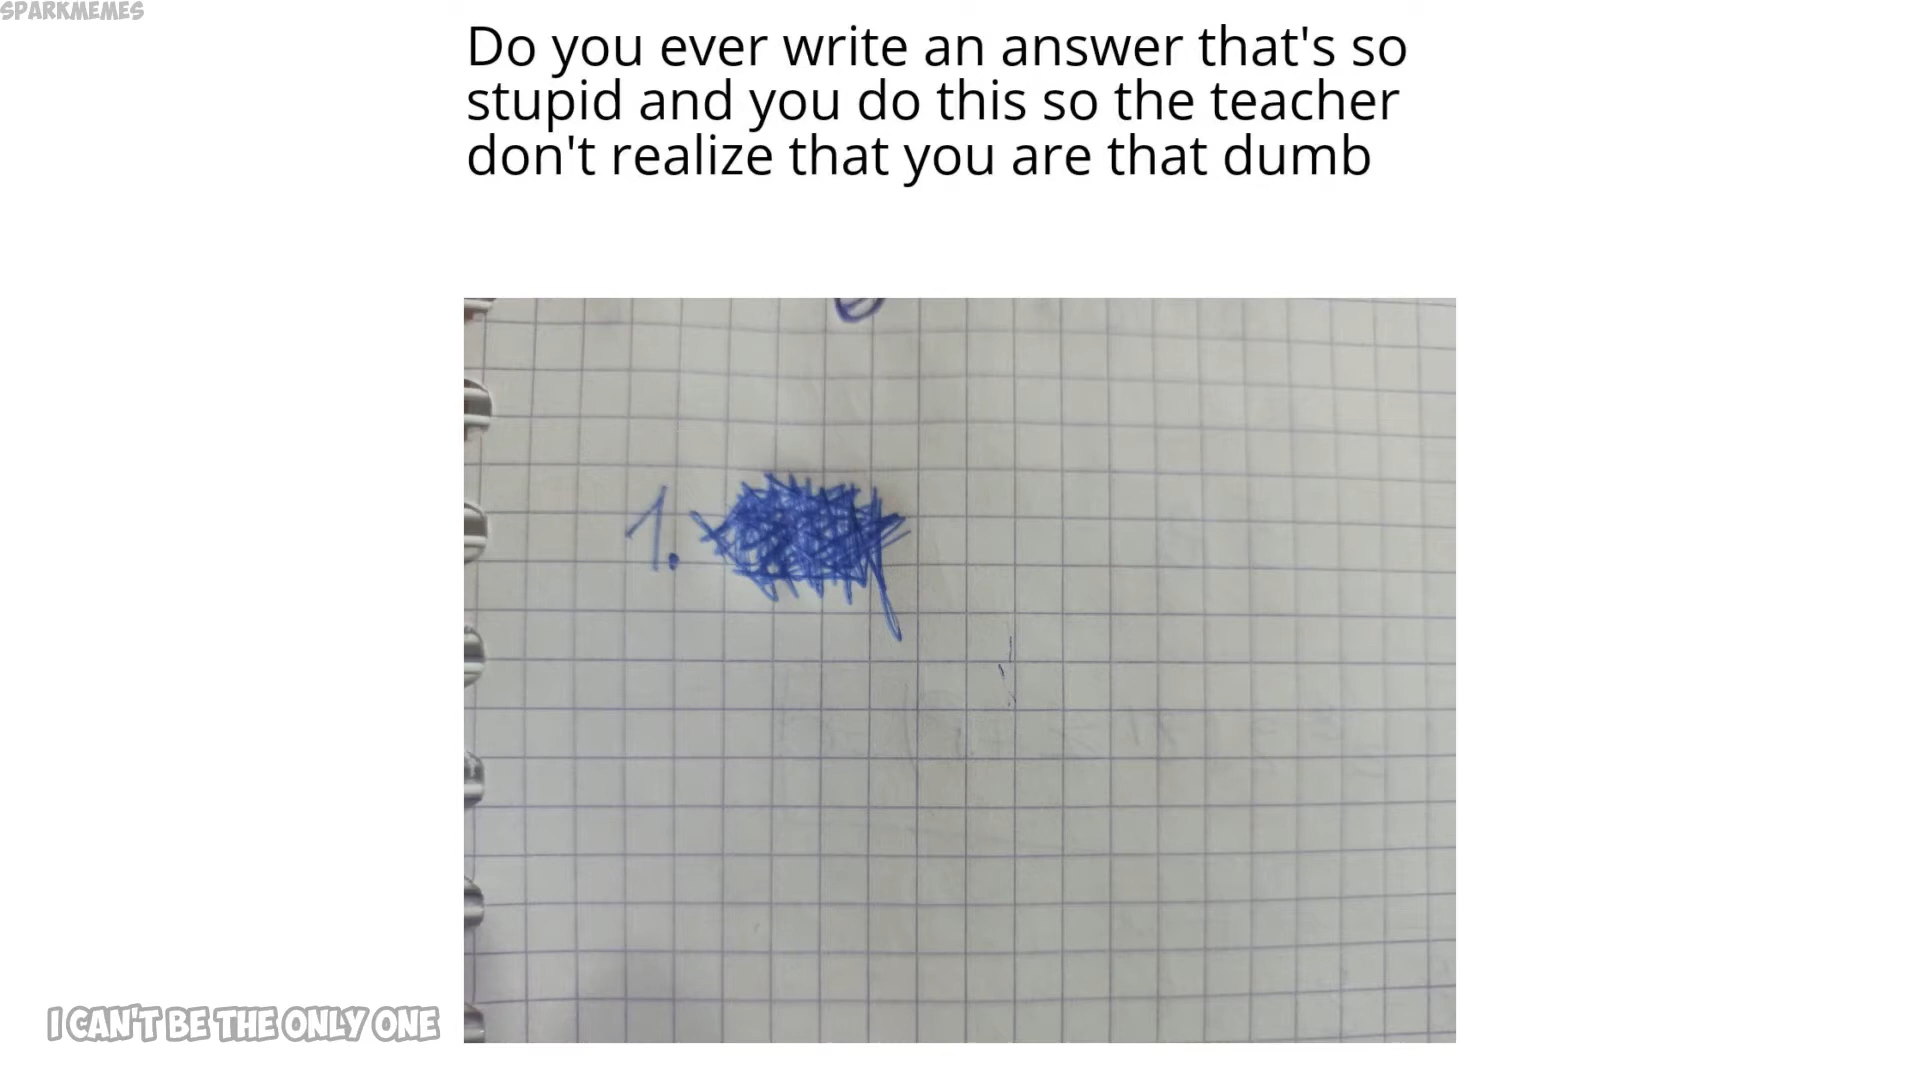 SPARKMEMES
Do you ever write an answer that's so
stupid and you do this so the teacher
don't realize that you are that dumb
1.
I CAN'T BE THE ONLY ONE